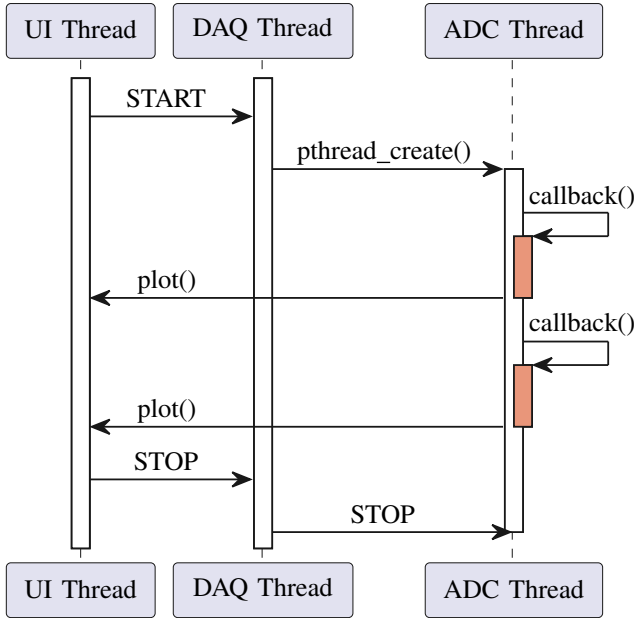 UI Thread
DAQ Thread
ADC Thread
START
pthread_create()
callback()
plot()
callback()
plot()
STOP
STOP
UI Thread
DAQ Thread
ADC Thread